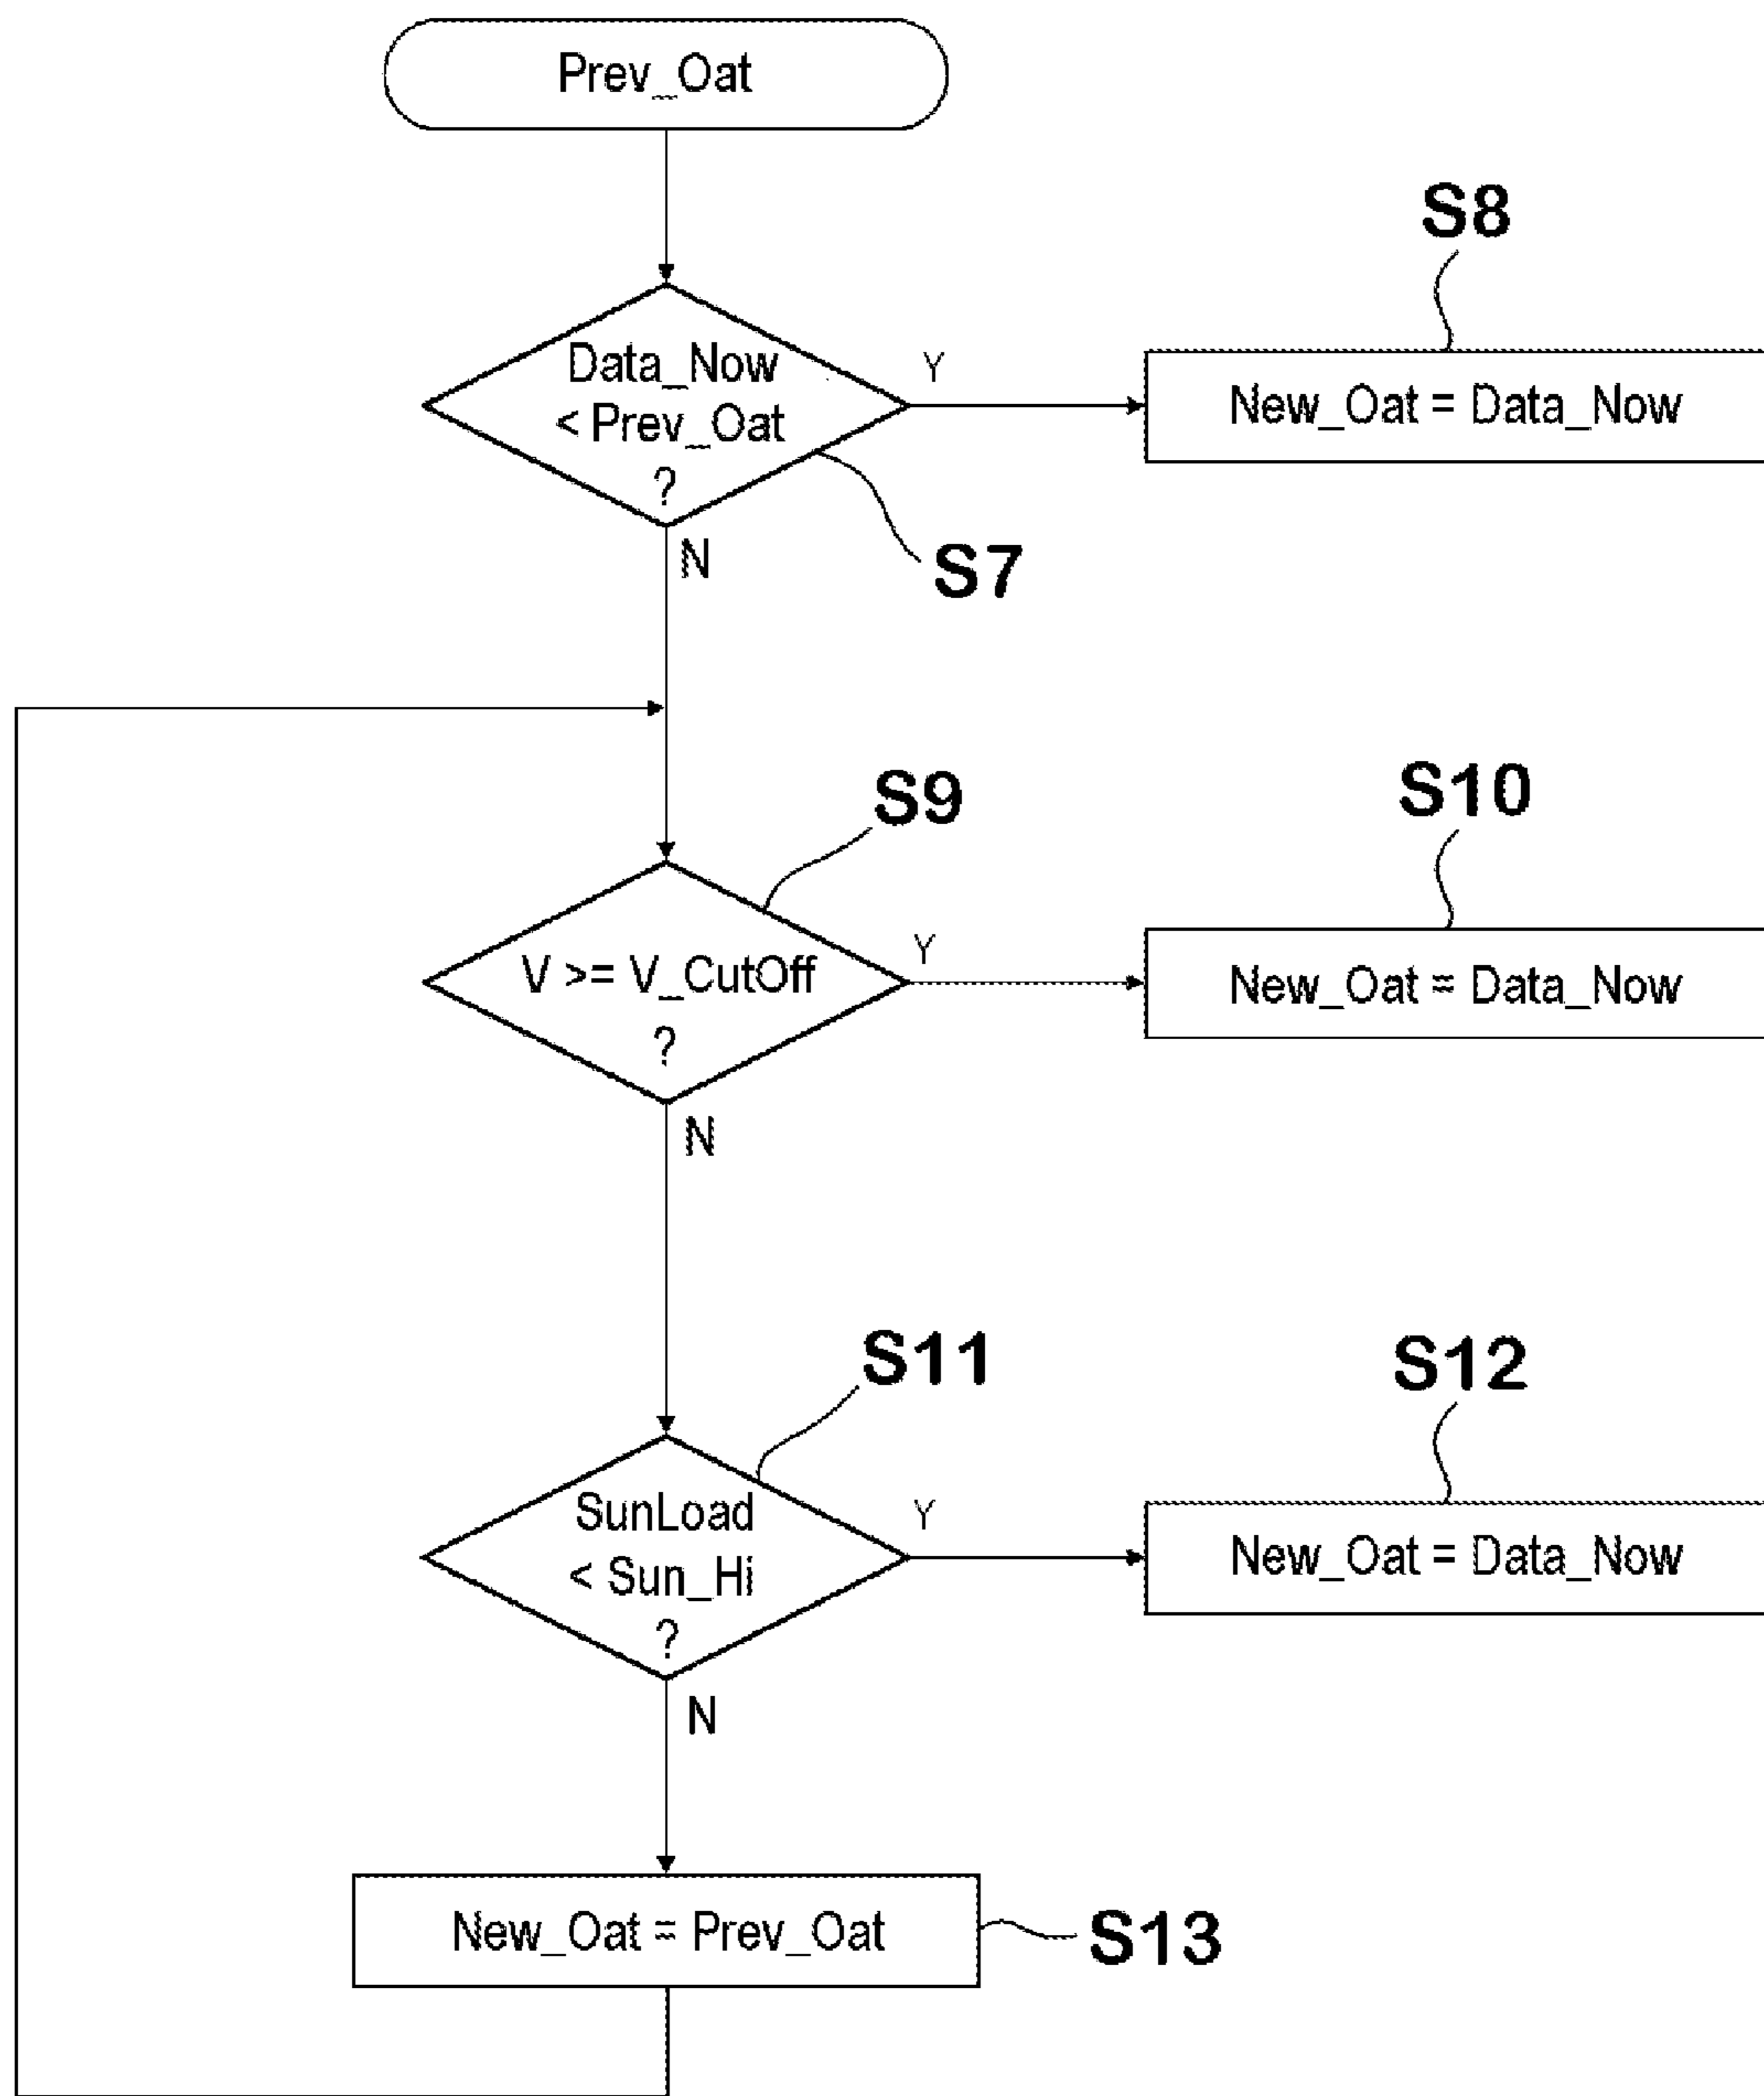 Prev_Oat
S8
Data_Now
< Prev_Oat
?
Y
New_Oat = Data_Now
N
S7
S9
S10
V >= V_CutOff
?
Y
New_Oat = Data_Now
N
S11
S12
SunLoad
< Sun_Hi
?
Y
New_Oat = Data_Now
N
New_Oat = Prev_Oat
S13